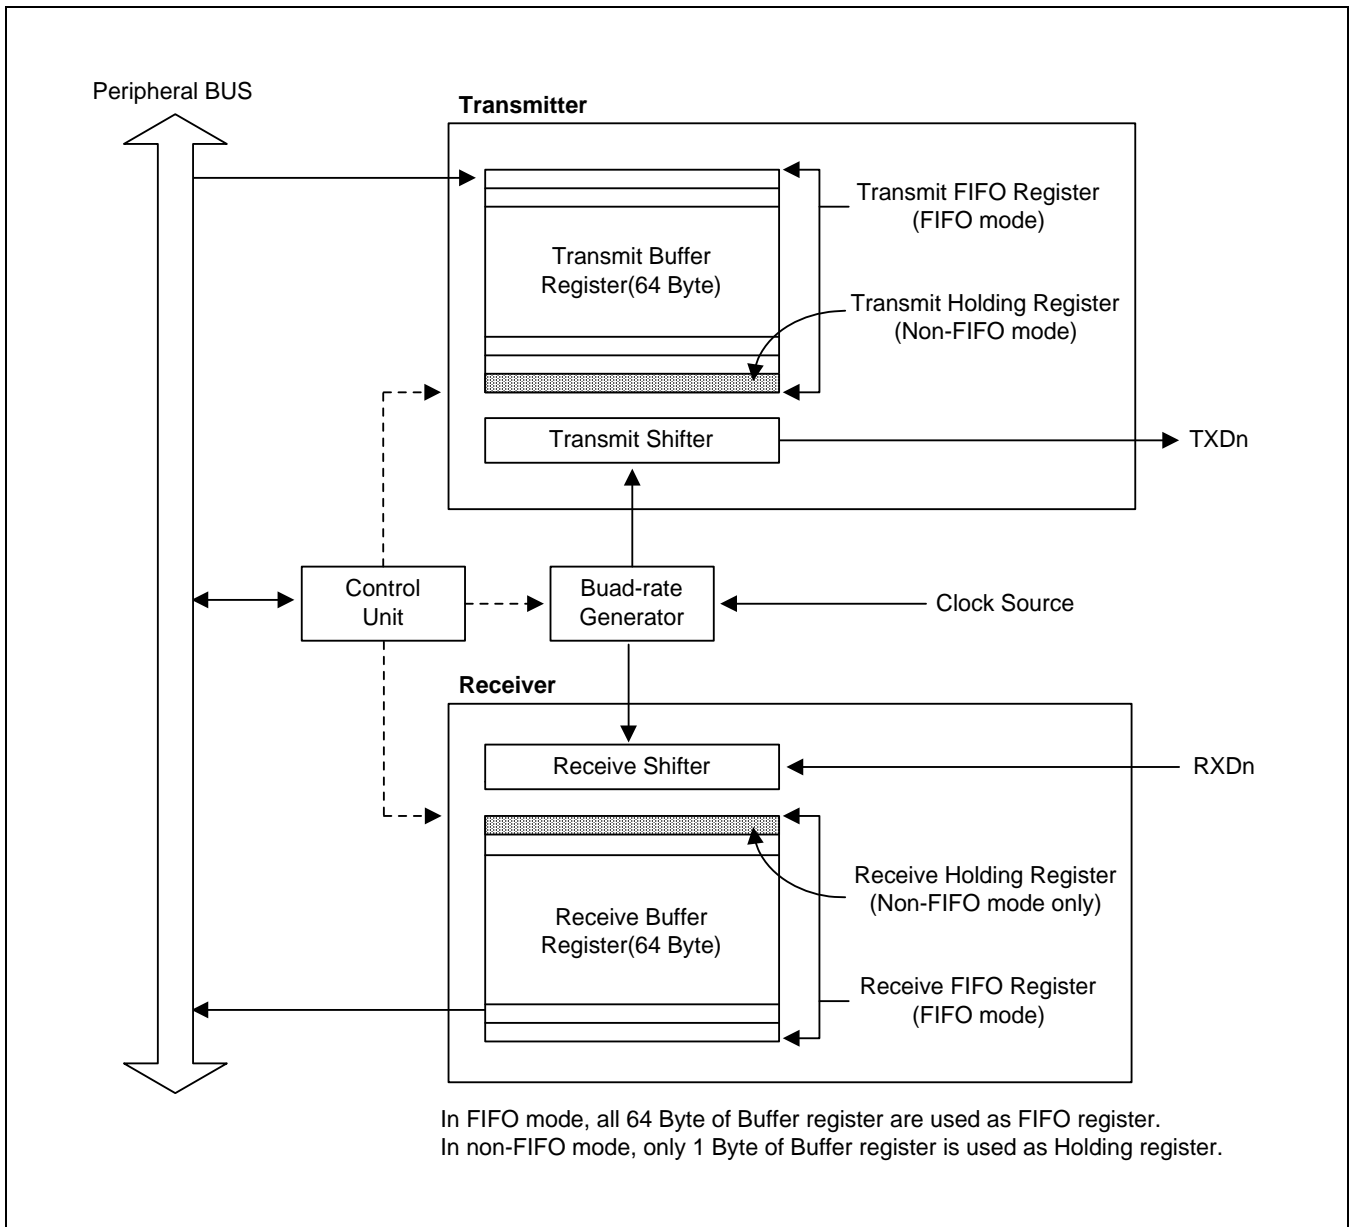 Peripheral BUS
Transmitter
Transmit Buffer
Register(64 Byte)
Transmit FIFO Register
(FIFO mode)
Transmit Holding Register
(Non-FIFO mode)
Transmit Shifter
TXDn
Control
Unit
Buad-rate
Generator
Clock Source
Receiver
Receive Shifter
RXDn
Receive Buffer
Register(64 Byte)
Receive Holding Register
(Non-FIFO mode only)
Receive FIFO Register
(FIFO mode)
In FIFO mode, all 64 Byte of Buffer register are used as FIFO register.
In non-FIFO mode, only 1 Byte of Buffer register is used as Holding register.